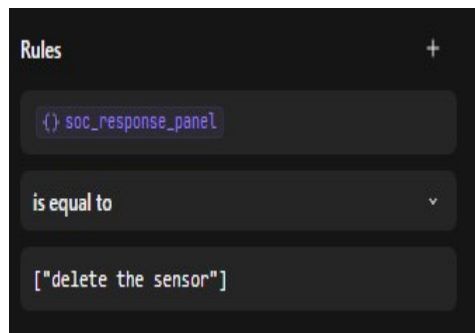 Rules +
{} soc_response_panel
is equal to
["delete the sensor"]